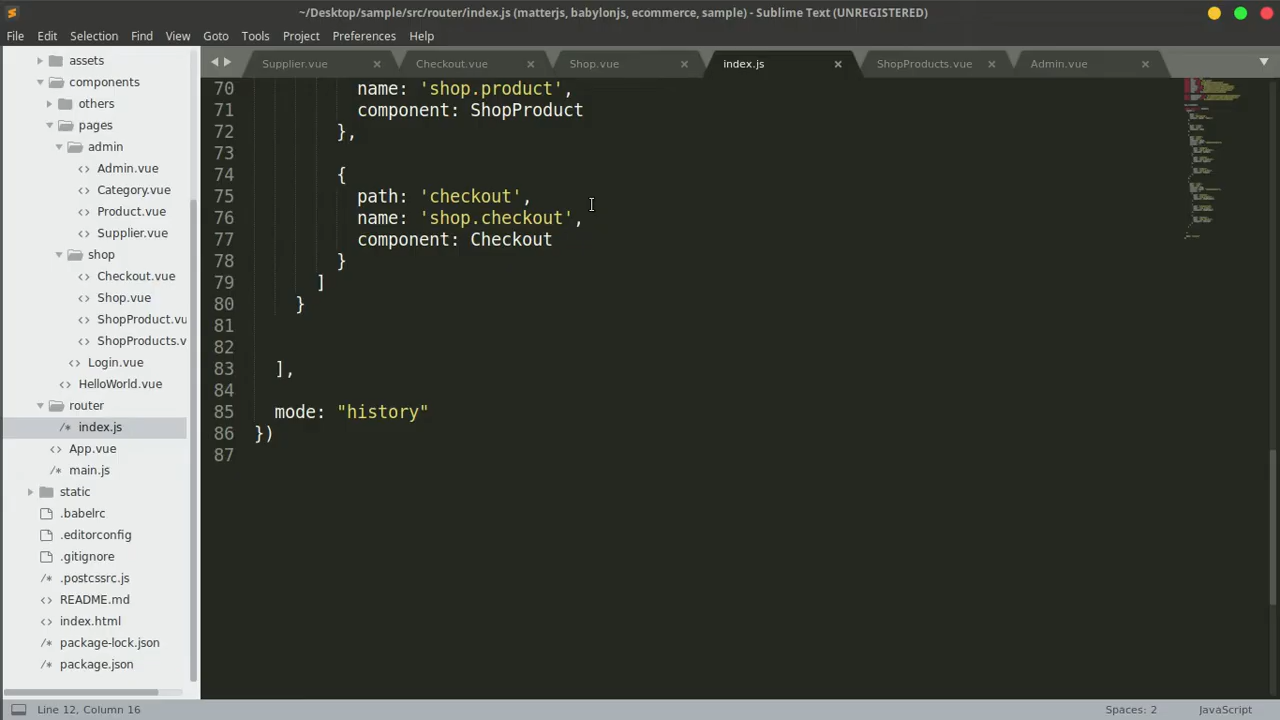 ~/Desktop/sample/src/router/index.js (matterjs, babylonjs, ecommerce, sample) - Sublime Text (UNREGISTERED)
File Edit Selection Find View Goto Tools Project Preferences Help
Supplier.vue Checkout.vue Shop.vue index.js ShopProducts.vue Admin.vue
assets
components
others
pages
admin
Admin.vue
Category.vue
Product.vue
Supplier.vue
shop
Checkout.vue
Shop.vue
ShopProduct.vu
ShopProducts.v
Login.vue
HelloWorld.vue
router
index.js
App.vue
main.js
static
.babelrc
.editorconfig
.gitignore
.postcssrc.js
README.md
index.html
package-lock.json
package.json
70 name: 'shop.product',
71 component: ShopProduct
72 },
73
74 {
75 path: 'checkout',
76 name: 'shop.checkout',
77 component: Checkout
78 }
79 ]
80 }
81
82
83 ],
84
85 mode: "history"
86 })
87
Line 12, Column 16
Spaces: 2 JavaScript